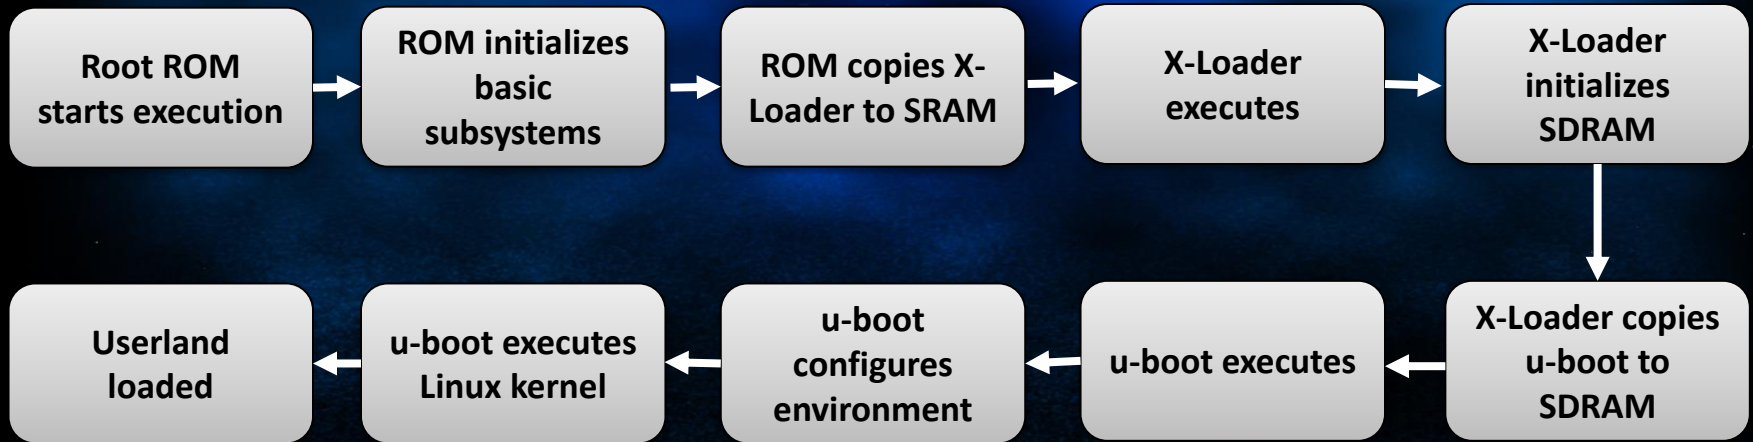 Root ROM
starts execution
ROM initializes
basic
subsystems
ROM copies X-
Loader to SRAM
X-Loader
executes
X-Loader
initializes
SDRAM
X-Loader copies
u-boot to
SDRAM
u-boot executes
u-boot
configures
environment
u-boot executes
Linux kernel
Userland
loaded